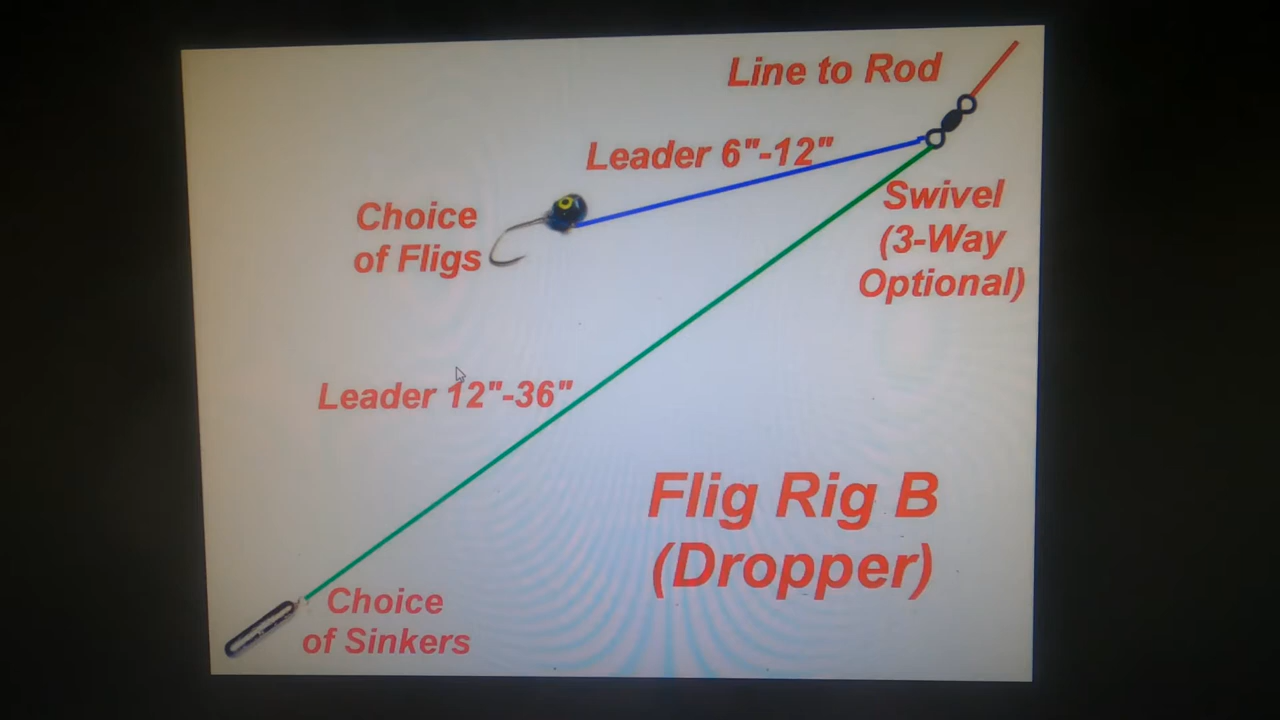 Line to Rod
Leader 6"-12"
Swivel
(3-Way
Optional)
Choice
of Fligs
Leader 12"-36"
Flig Rig B
(Dropper)
Choice
of Sinkers